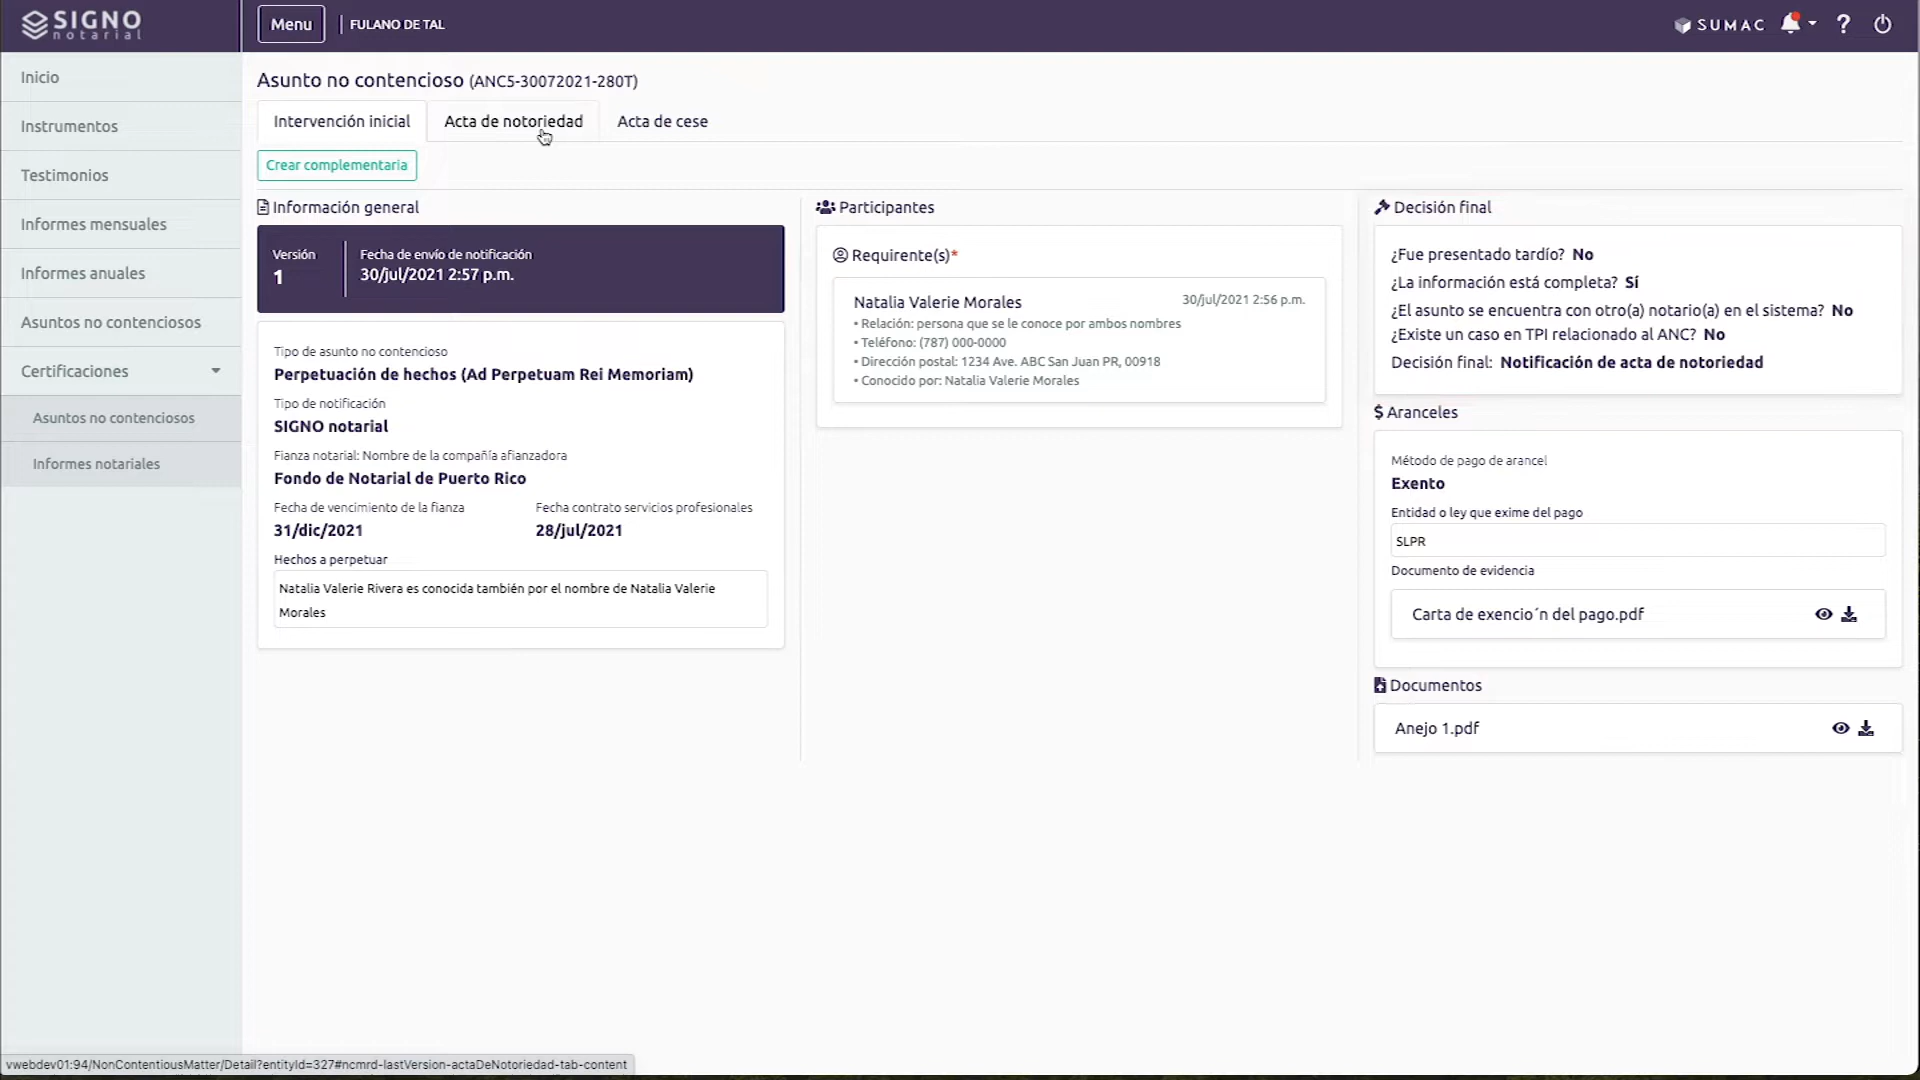 SIGNO
notarial
Menu
FULANO DE TAL
SUMAC
?
Inicio
Instrumentos
Testimonios
Informes mensuales
Informes anuales
Asuntos no contenciosos
Certificaciones
Asuntos no contenciosos
Informes notariales
Asunto no contencioso (ANC5-30072021-280T)
Intervención inicial
Acta de notoriedad
Acta de cese
Crear complementaria
Información general
Versión
1
Fecha de envío de notificación
30/jul/2021 2:57 p.m.
Tipo de asunto no contencioso
Perpetuación de hechos (Ad Perpetuam Rei Memoriam)
Tipo de notificación
SIGNO notarial
Fianza notarial: Nombre de la compañía afianzadora
Fondo de Notarial de Puerto Rico
Fecha de vencimiento de la fianza
31/dic/2021
Fecha contrato servicios profesionales
28/jul/2021
Hechos a perpetuar
Natalia Valerie Rivera es conocida también por el nombre de Natalia Valerie
Morales
Participantes
Requirente(s)*
Natalia Valerie Morales
30/jul/2021 2:56 p.m.
• Relación: persona que se le conoce por ambos nombres
• Teléfono: (787) 000-0000
• Dirección postal: 1234 Ave. ABC San Juan PR, 00918
• Conocido por: Natalia Valerie Morales
Decisión final
¿Fue presentado tardío? No
¿La información está completa? Sí
¿El asunto se encuentra con otro(a) notario(a) en el sistema? No
¿Existe un caso en TPI relacionado al ANC? No
Decisión final: Notificación de acta de notoriedad
$ Aranceles
Método de pago de arancel
Exento
Entidad o ley que exime del pago
SLPR
Documento de evidencia
Carta de exencio´n del pago.pdf
Documentos
Anejo 1.pdf
vwebdev01:94/NonContentiousMatter/Detail?entityId=327#ncmrd-lastVersion-actaDeNotoriedad-tab-content